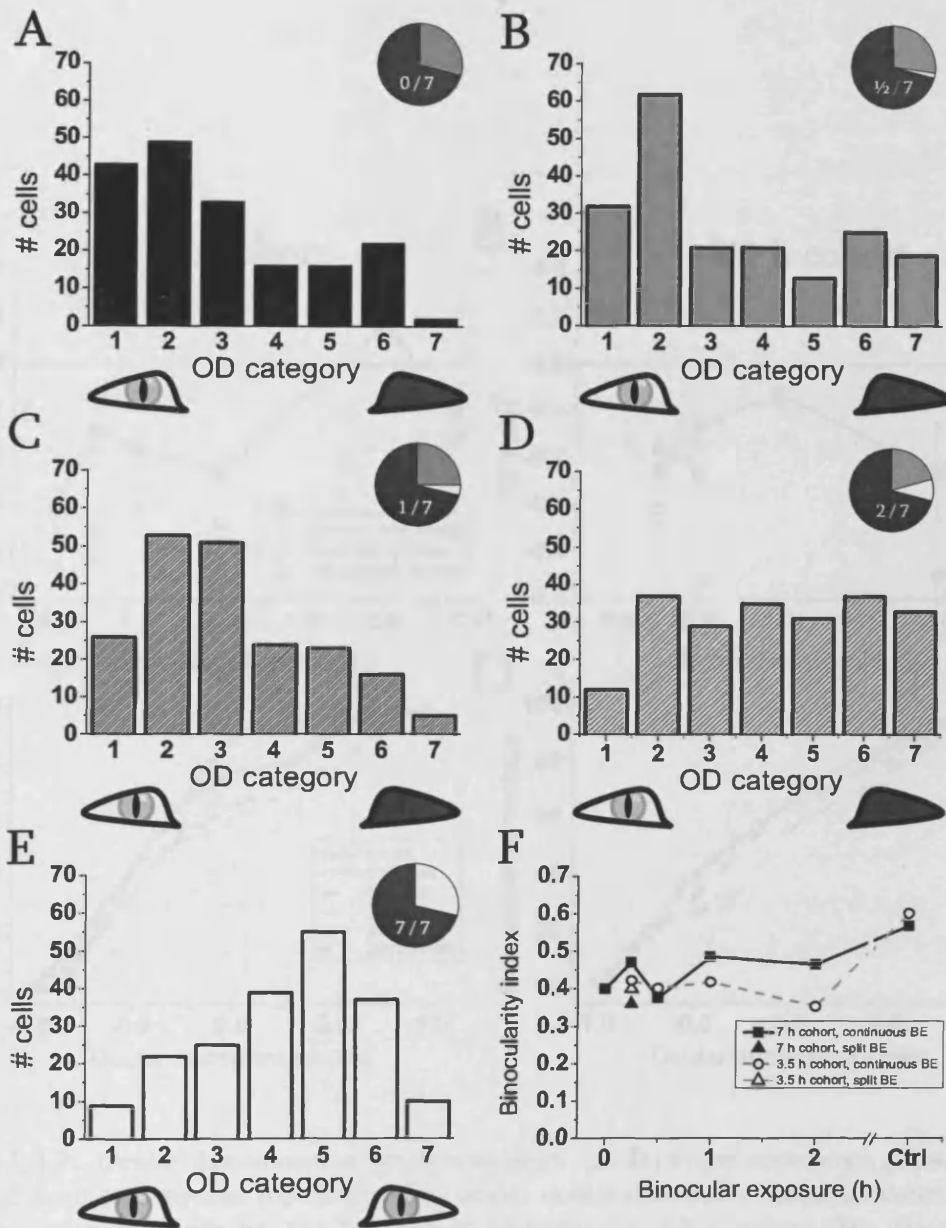 A
0 / 7
# cells
70
60
50
40
30
20
10
0
1 2 3 4 5 6 7
OD category
B
½ / 7
# cells
70
60
50
40
30
20
10
0
1 2 3 4 5 6 7
OD category
C
1 / 7
# cells
70
60
50
40
30
20
10
0
1 2 3 4 5 6 7
OD category
D
2 / 7
# cells
70
60
50
40
30
20
10
0
1 2 3 4 5 6 7
OD category
E
7 / 7
# cells
70
60
50
40
30
20
10
0
1 2 3 4 5 6 7
OD category
F
Binocularity index
0.7
0.6
0.5
0.4
0.3
0.2
0.1
0.0
7 h cohort, continuous BE
7 h cohort, split BE
3.5 h cohort, continuous BE
3.5 h cohort, split BE
0 1 2 Ctrl
Binocular exposure (h)